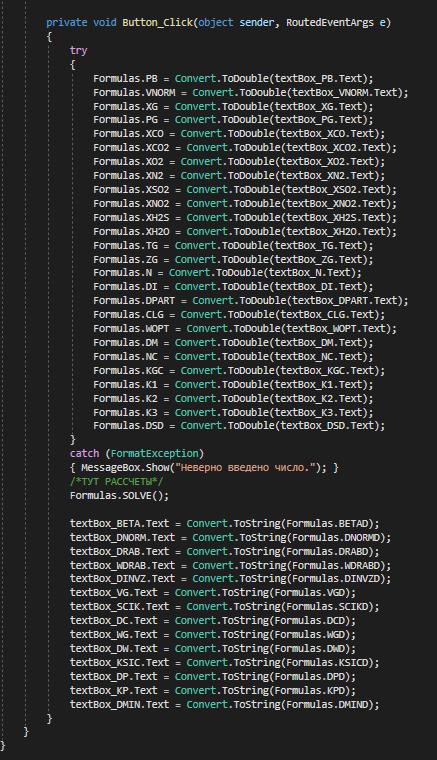 private void Button_Click(object sender, RoutedEventArgs e)
{
try
{
Formulas.PB = Convert.ToDouble(textBox_PB.Text);
Formulas.VNORM = Convert.ToDouble(textBox_VNORM.Text);
Formulas.XG = Convert.ToDouble(textBox_XG.Text);
Formulas.PG = Convert.ToDouble(textBox_PG.Text);
Formulas.XCO = Convert.ToDouble(textBox_XCO.Text);
Formulas.XCO2 = Convert.ToDouble(textBox_XCO2.Text);
Formulas.XO2 = Convert.ToDouble(textBox_XO2.Text);
Formulas.XN2 = Convert.ToDouble(textBox_XN2.Text);
Formulas.XSO2 = Convert.ToDouble(textBox_XSO2.Text);
Formulas.XNO2 = Convert.ToDouble(textBox_XNO2.Text);
Formulas.XH2S = Convert.ToDouble(textBox_XH2S.Text);
Formulas.XH2O = Convert.ToDouble(textBox_XH2O.Text);
Formulas.TG = Convert.ToDouble(textBox_TG.Text);
Formulas.ZG = Convert.ToDouble(textBox_ZG.Text);
Formulas.N = Convert.ToDouble(textBox_N.Text);
Formulas.DI = Convert.ToDouble(textBox_DI.Text);
Formulas.DPART = Convert.ToDouble(textBox_DPART.Text);
Formulas.CLG = Convert.ToDouble(textBox_CLG.Text);
Formulas.WOPT = Convert.ToDouble(textBox_WOPT.Text);
Formulas.DM = Convert.ToDouble(textBox_DM.Text);
Formulas.NC = Convert.ToDouble(textBox_NC.Text);
Formulas.KGC = Convert.ToDouble(textBox_KGC.Text);
Formulas.K1 = Convert.ToDouble(textBox_K1.Text);
Formulas.K2 = Convert.ToDouble(textBox_K2.Text);
Formulas.K3 = Convert.ToDouble(textBox_K3.Text);
Formulas.DSD = Convert.ToDouble(textBox_DSD.Text);
}
catch (FormatException)
{ MessageBox.Show("Неверно введено число."); }
/*ТУТ РАССЧЕТЫ*/
Formulas.SOLVE();
textBox_BETA.Text = Convert.ToString(Formulas.BETAD);
textBox_DNORM.Text = Convert.ToString(Formulas.DNORMD);
textBox_DRAB.Text = Convert.ToString(Formulas.DRABD);
textBox_WDRAB.Text = Convert.ToString(Formulas.WDRABD);
textBox_DINVZ.Text = Convert.ToString(Formulas.DINVZD);
textBox_VG.Text = Convert.ToString(Formulas.VGD);
textBox_SCIK.Text = Convert.ToString(Formulas.SCIKD);
textBox_DC.Text = Convert.ToString(Formulas.DCD);
textBox_WG.Text = Convert.ToString(Formulas.WGD);
textBox_DW.Text = Convert.ToString(Formulas.DWD);
textBox_KSIC.Text = Convert.ToString(Formulas.KSICD);
textBox_DP.Text = Convert.ToString(Formulas.DPD);
textBox_KP.Text = Convert.ToString(Formulas.KPD);
textBox_DMIN.Text = Convert.ToString(Formulas.DMIND);
}
}
}